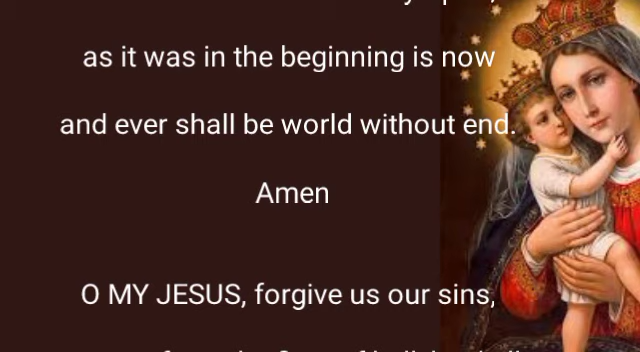 as it was in the beginning is now
and ever shall be world without end.
Amen
O MY JESUS, forgive us our sins,